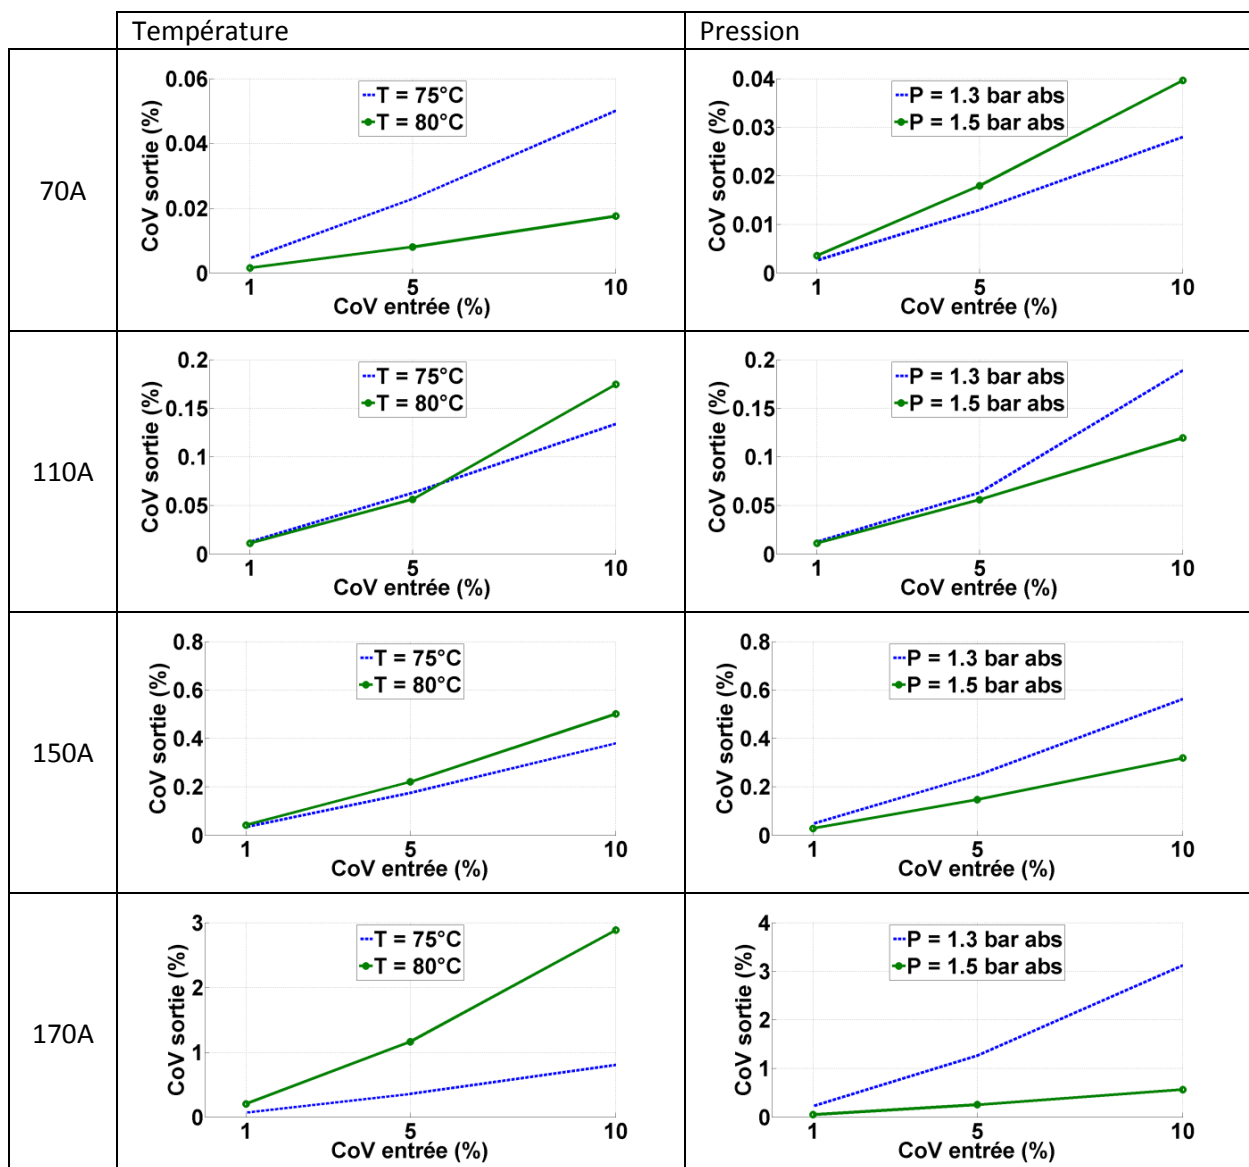 Température
Pression
70A
0.06
0.04
0.02
0
CoV sortie (%)
T = 75°C
T = 80°C
1
5
10
CoV entrée (%)
0.04
0.03
0.02
0.01
0
CoV sortie (%)
P = 1.3 bar abs
P = 1.5 bar abs
1
5
10
CoV entrée (%)
110A
0.2
0.15
0.1
0.05
0
CoV sortie (%)
T = 75°C
T = 80°C
1
5
10
CoV entrée (%)
0.2
0.15
0.1
0.05
0
CoV sortie (%)
P = 1.3 bar abs
P = 1.5 bar abs
1
5
10
CoV entrée (%)
150A
0.8
0.6
0.4
0.2
0
CoV sortie (%)
T = 75°C
T = 80°C
1
5
10
CoV entrée (%)
0.8
0.6
0.4
0.2
0
CoV sortie (%)
P = 1.3 bar abs
P = 1.5 bar abs
1
5
10
CoV entrée (%)
170A
3
2
1
0
CoV sortie (%)
T = 75°C
T = 80°C
1
5
10
CoV entrée (%)
4
3
2
1
0
CoV sortie (%)
P = 1.3 bar abs
P = 1.5 bar abs
1
5
10
CoV entrée (%)